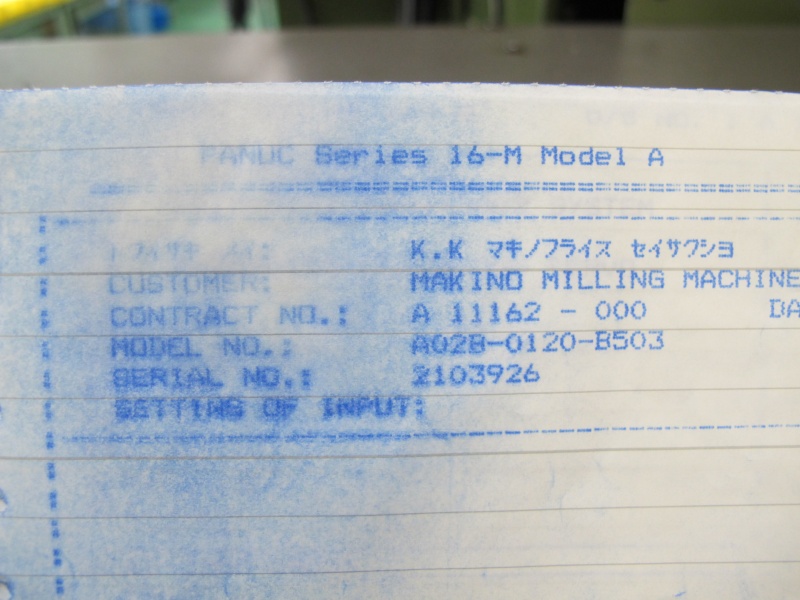 FANUC Series 16-M Model A
K.K マキノフライス セイサクショ
CUSTOMER: MAKINO MILLING MACHINE
CONTRACT NO.: A 11162 - 000 DA
MODEL NO.: A02B-0120-B503
SERIAL NO.: 2103926
SETTING OF INPUT: